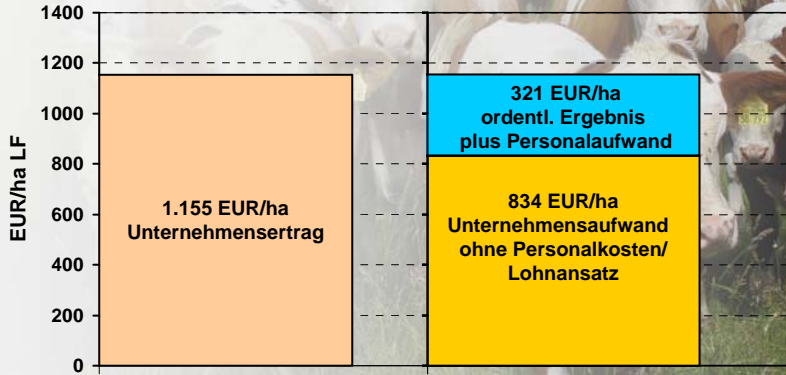 1400
1200
1000
800
600
400
200
0
EUR/ha LF
1.155 EUR/ha
Unternehmensertrag
321 EUR/ha
ordentl. Ergebnis
plus Personalaufwand
834 EUR/ha
Unternehmensaufwand
ohne Personalkosten/
Lohnansatz